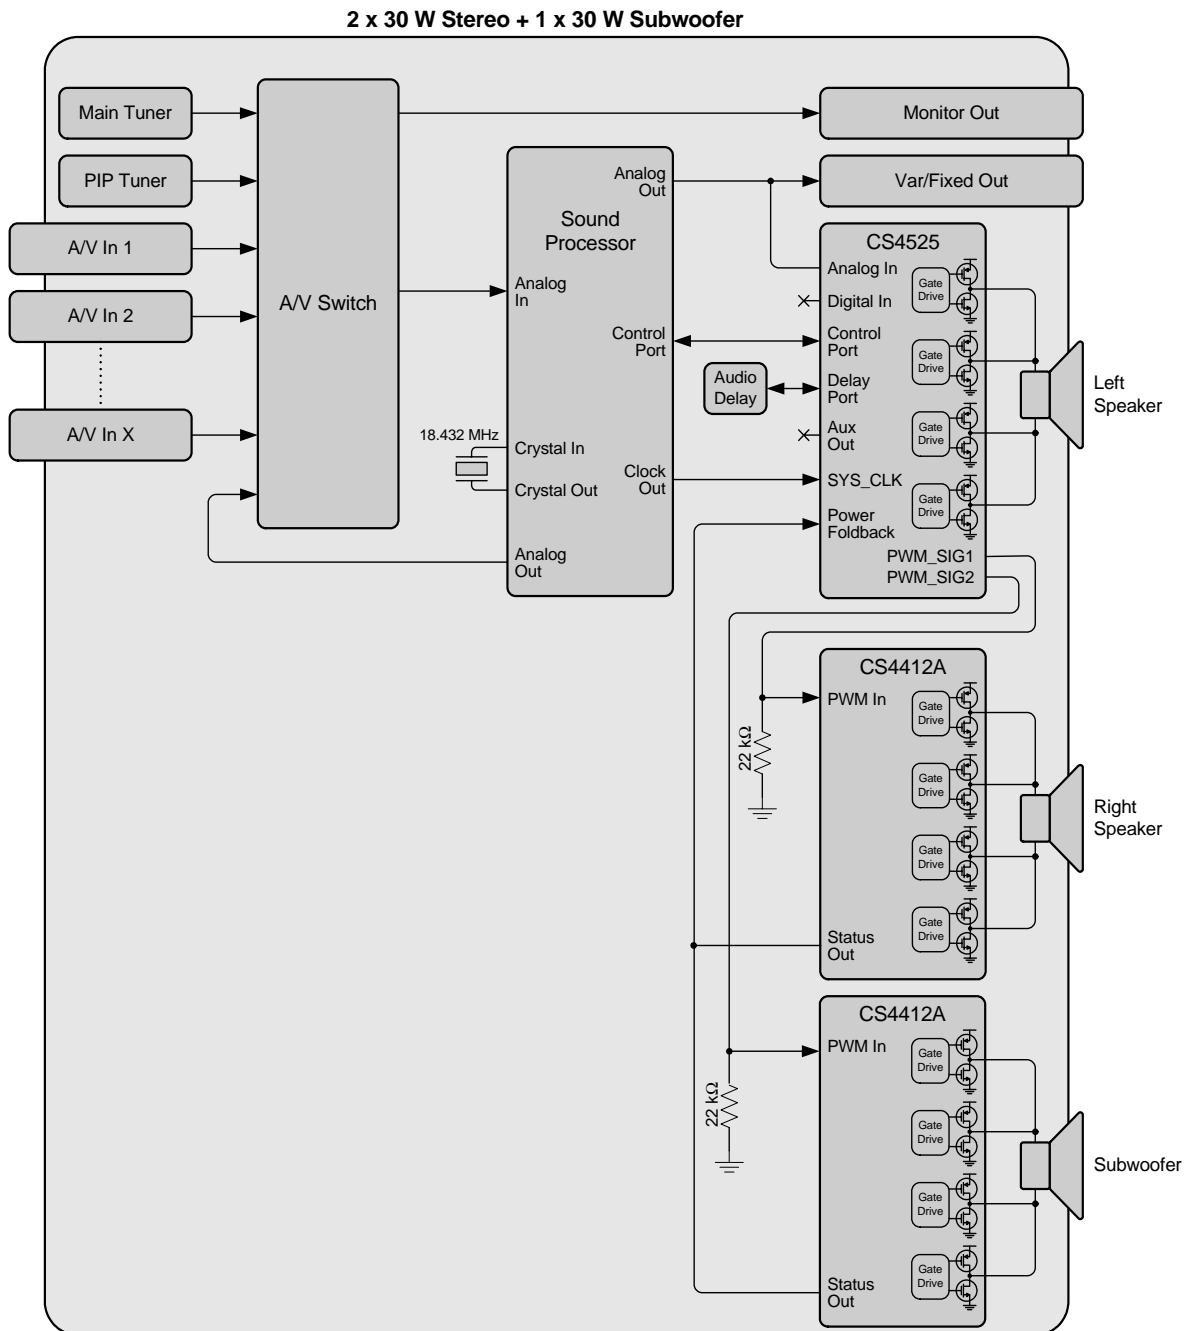 2 x 30 W Stereo + 1 x 30 W Subwoofer
Main Tuner
PIP Tuner
A/V In 1
A/V In 2
A/V In X
A/V Switch
Sound
Processor
Analog
Out
Analog
In
Control
Port
18.432 MHz
Crystal In
Crystal Out
Clock
Out
Analog
Out
Monitor Out
Var/Fixed Out
Audio
Delay
CS4525
Analog In
Digital In
Control
Port
Delay
Port
Aux
Out
SYS_CLK
Power
Foldback
PWM_SIG1
PWM_SIG2
Gate
Drive
Gate
Drive
Gate
Drive
Gate
Drive
Left
Speaker
CS4412A
PWM In
22 kΩ
Status
Out
Gate
Drive
Gate
Drive
Gate
Drive
Gate
Drive
Right
Speaker
CS4412A
PWM In
22 kΩ
Status
Out
Gate
Drive
Gate
Drive
Gate
Drive
Gate
Drive
Subwoofer